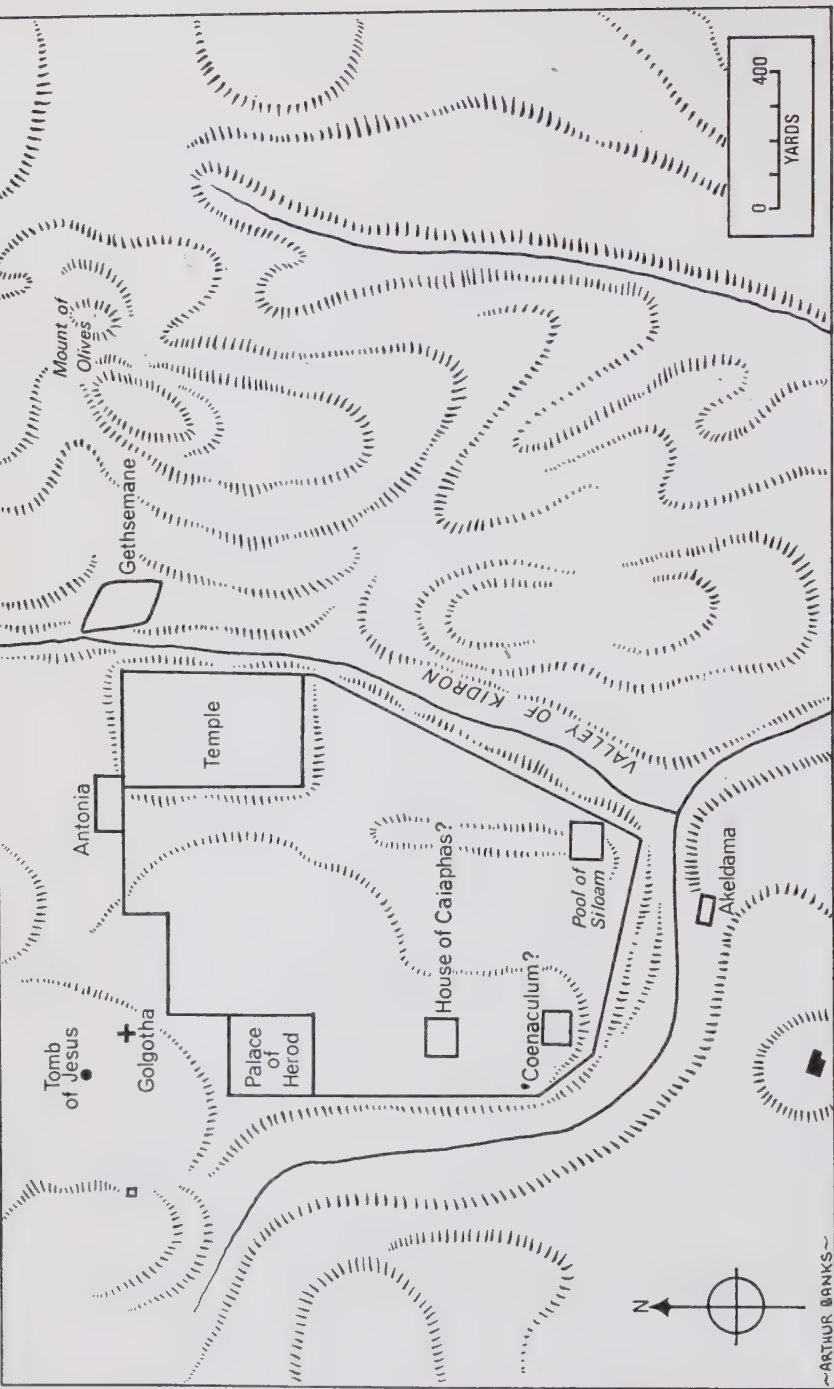 Mount of
Olives
Gethsemane
Antonia
Temple
Tomb
of Jesus
Golgotha
Palace
of
Herod
VALLEY OF KIDRON
House of Caiaphas?
Coenaculum?
Pool of
Siloam
Akeldama
0 400
YARDS
N
~ARTHUR BANKS~